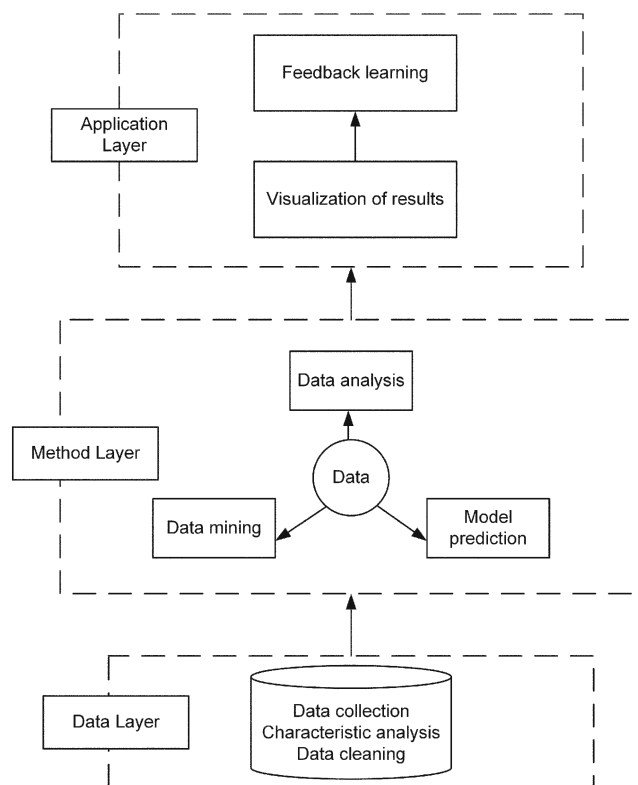 Feedback learning
Application
Layer
Visualization of results
Data analysis
Method Layer
Data
Data mining
Model
prediction
Data Layer
Data collection
Characteristic analysis
Data cleaning